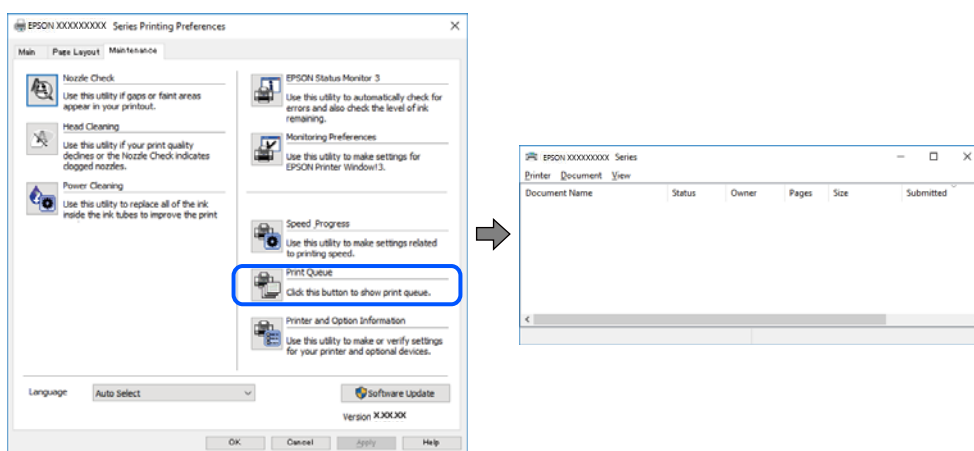 EPSON XXXXXXXXX Series Printing Preferences
Main Page Layout Maintenance
Nozzle Check
Use this utility if gaps or faint areas
appear in your printout.
Head Cleaning
Use this utility if your print quality
declines or the Nozzle Check indicates
clogged nozzles.
Power Cleaning
Use this utility to replace all of the ink
inside the ink tubes to improve the print
EPSON Status Monitor 3
Use this utility to automatically check for
errors and also check the level of ink
remaining.
Monitoring Preferences
Use this utility to make settings for
EPSON Printer Window!3.
Speed Progress
Use this utility to make settings related
to printing speed.
Print Queue
Click this button to show print queue.
Printer and Option Information
Use this utility to make or verify settings
for your printer and optional devices.
Language Auto Select
Software Update
Version X.XX.XX
OK Cancel Apply Help
EPSON XXXXXXXXX Series
Printer Document View
Document Name Status Owner Pages Size Submitted